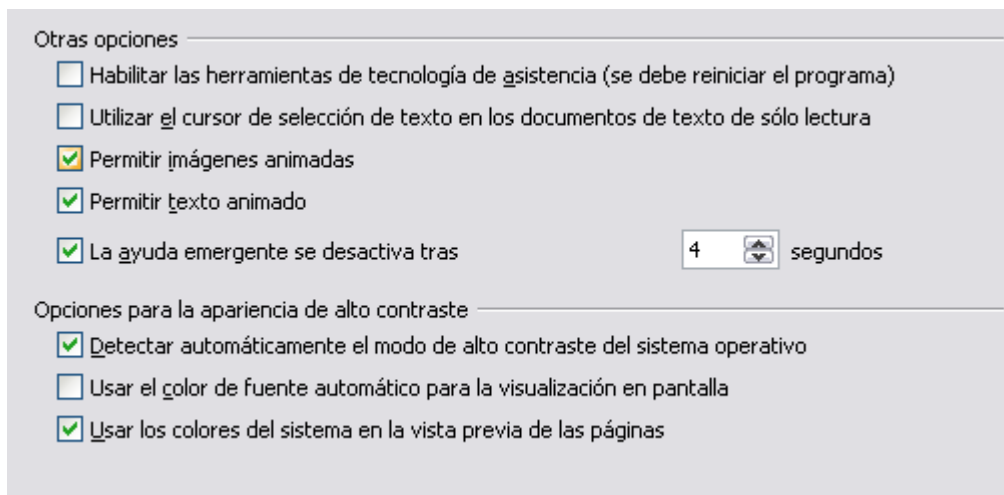 Otras opciones
Habilitar las herramientas de tecnología de asistencia (se debe reiniciar el programa)
Utilizar el cursor de selección de texto en los documentos de texto de sólo lectura
Permitir imágenes animadas
Permitir texto animado
La ayuda emergente se desactiva tras 4 segundos
Opciones para la apariencia de alto contraste
Detectar automáticamente el modo de alto contraste del sistema operativo
Usar el color de fuente automático para la visualización en pantalla
Usar los colores del sistema en la vista previa de las páginas